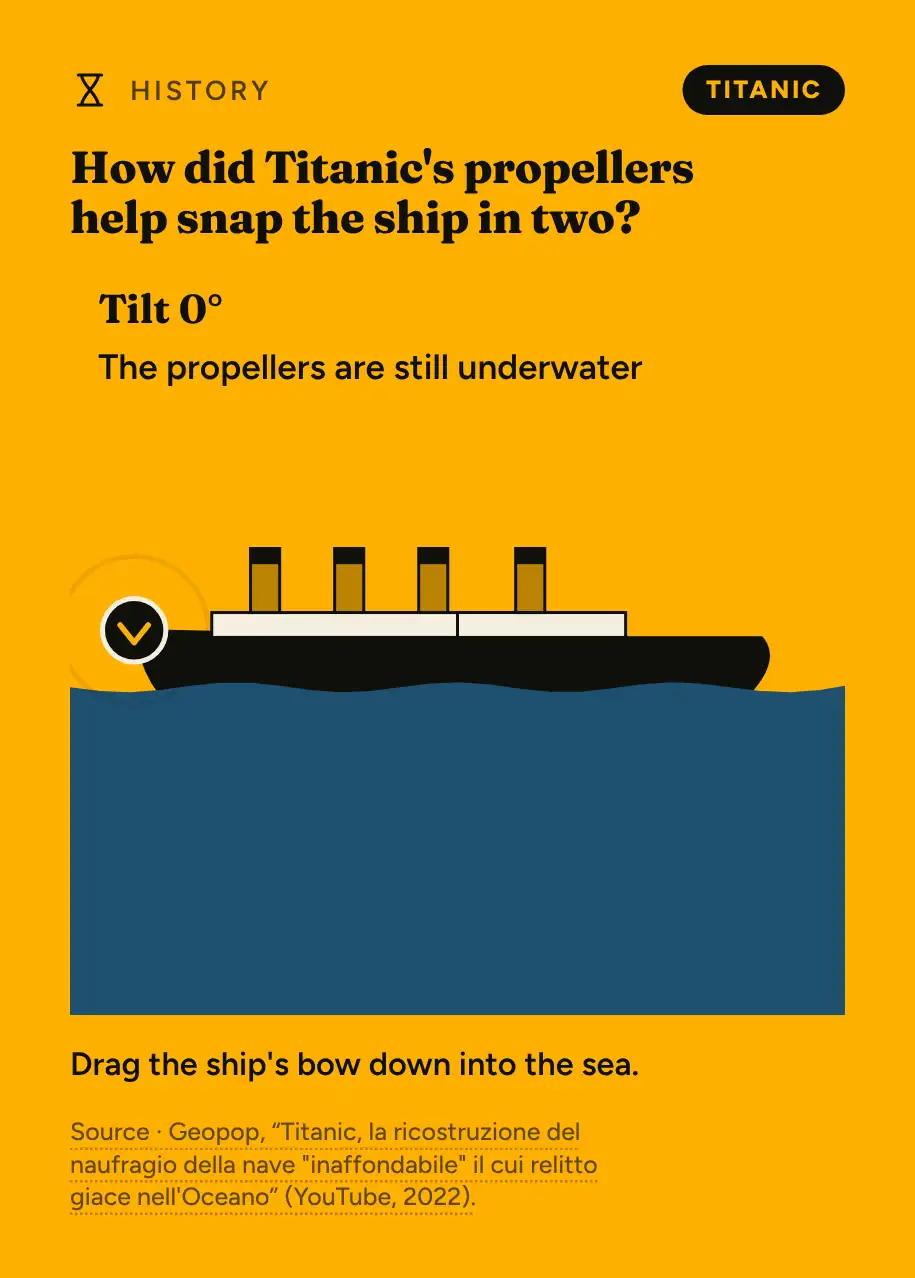 HISTORY
TITANIC
How did Titanic's propellers
help snap the ship in two?
Tilt 0°
The propellers are still underwater
Drag the ship's bow down into the sea.
Source · Geopop, “Titanic, la ricostruzione del
naufragio della nave "inaffondabile" il cui relitto
giace nell'Oceano” (YouTube, 2022).